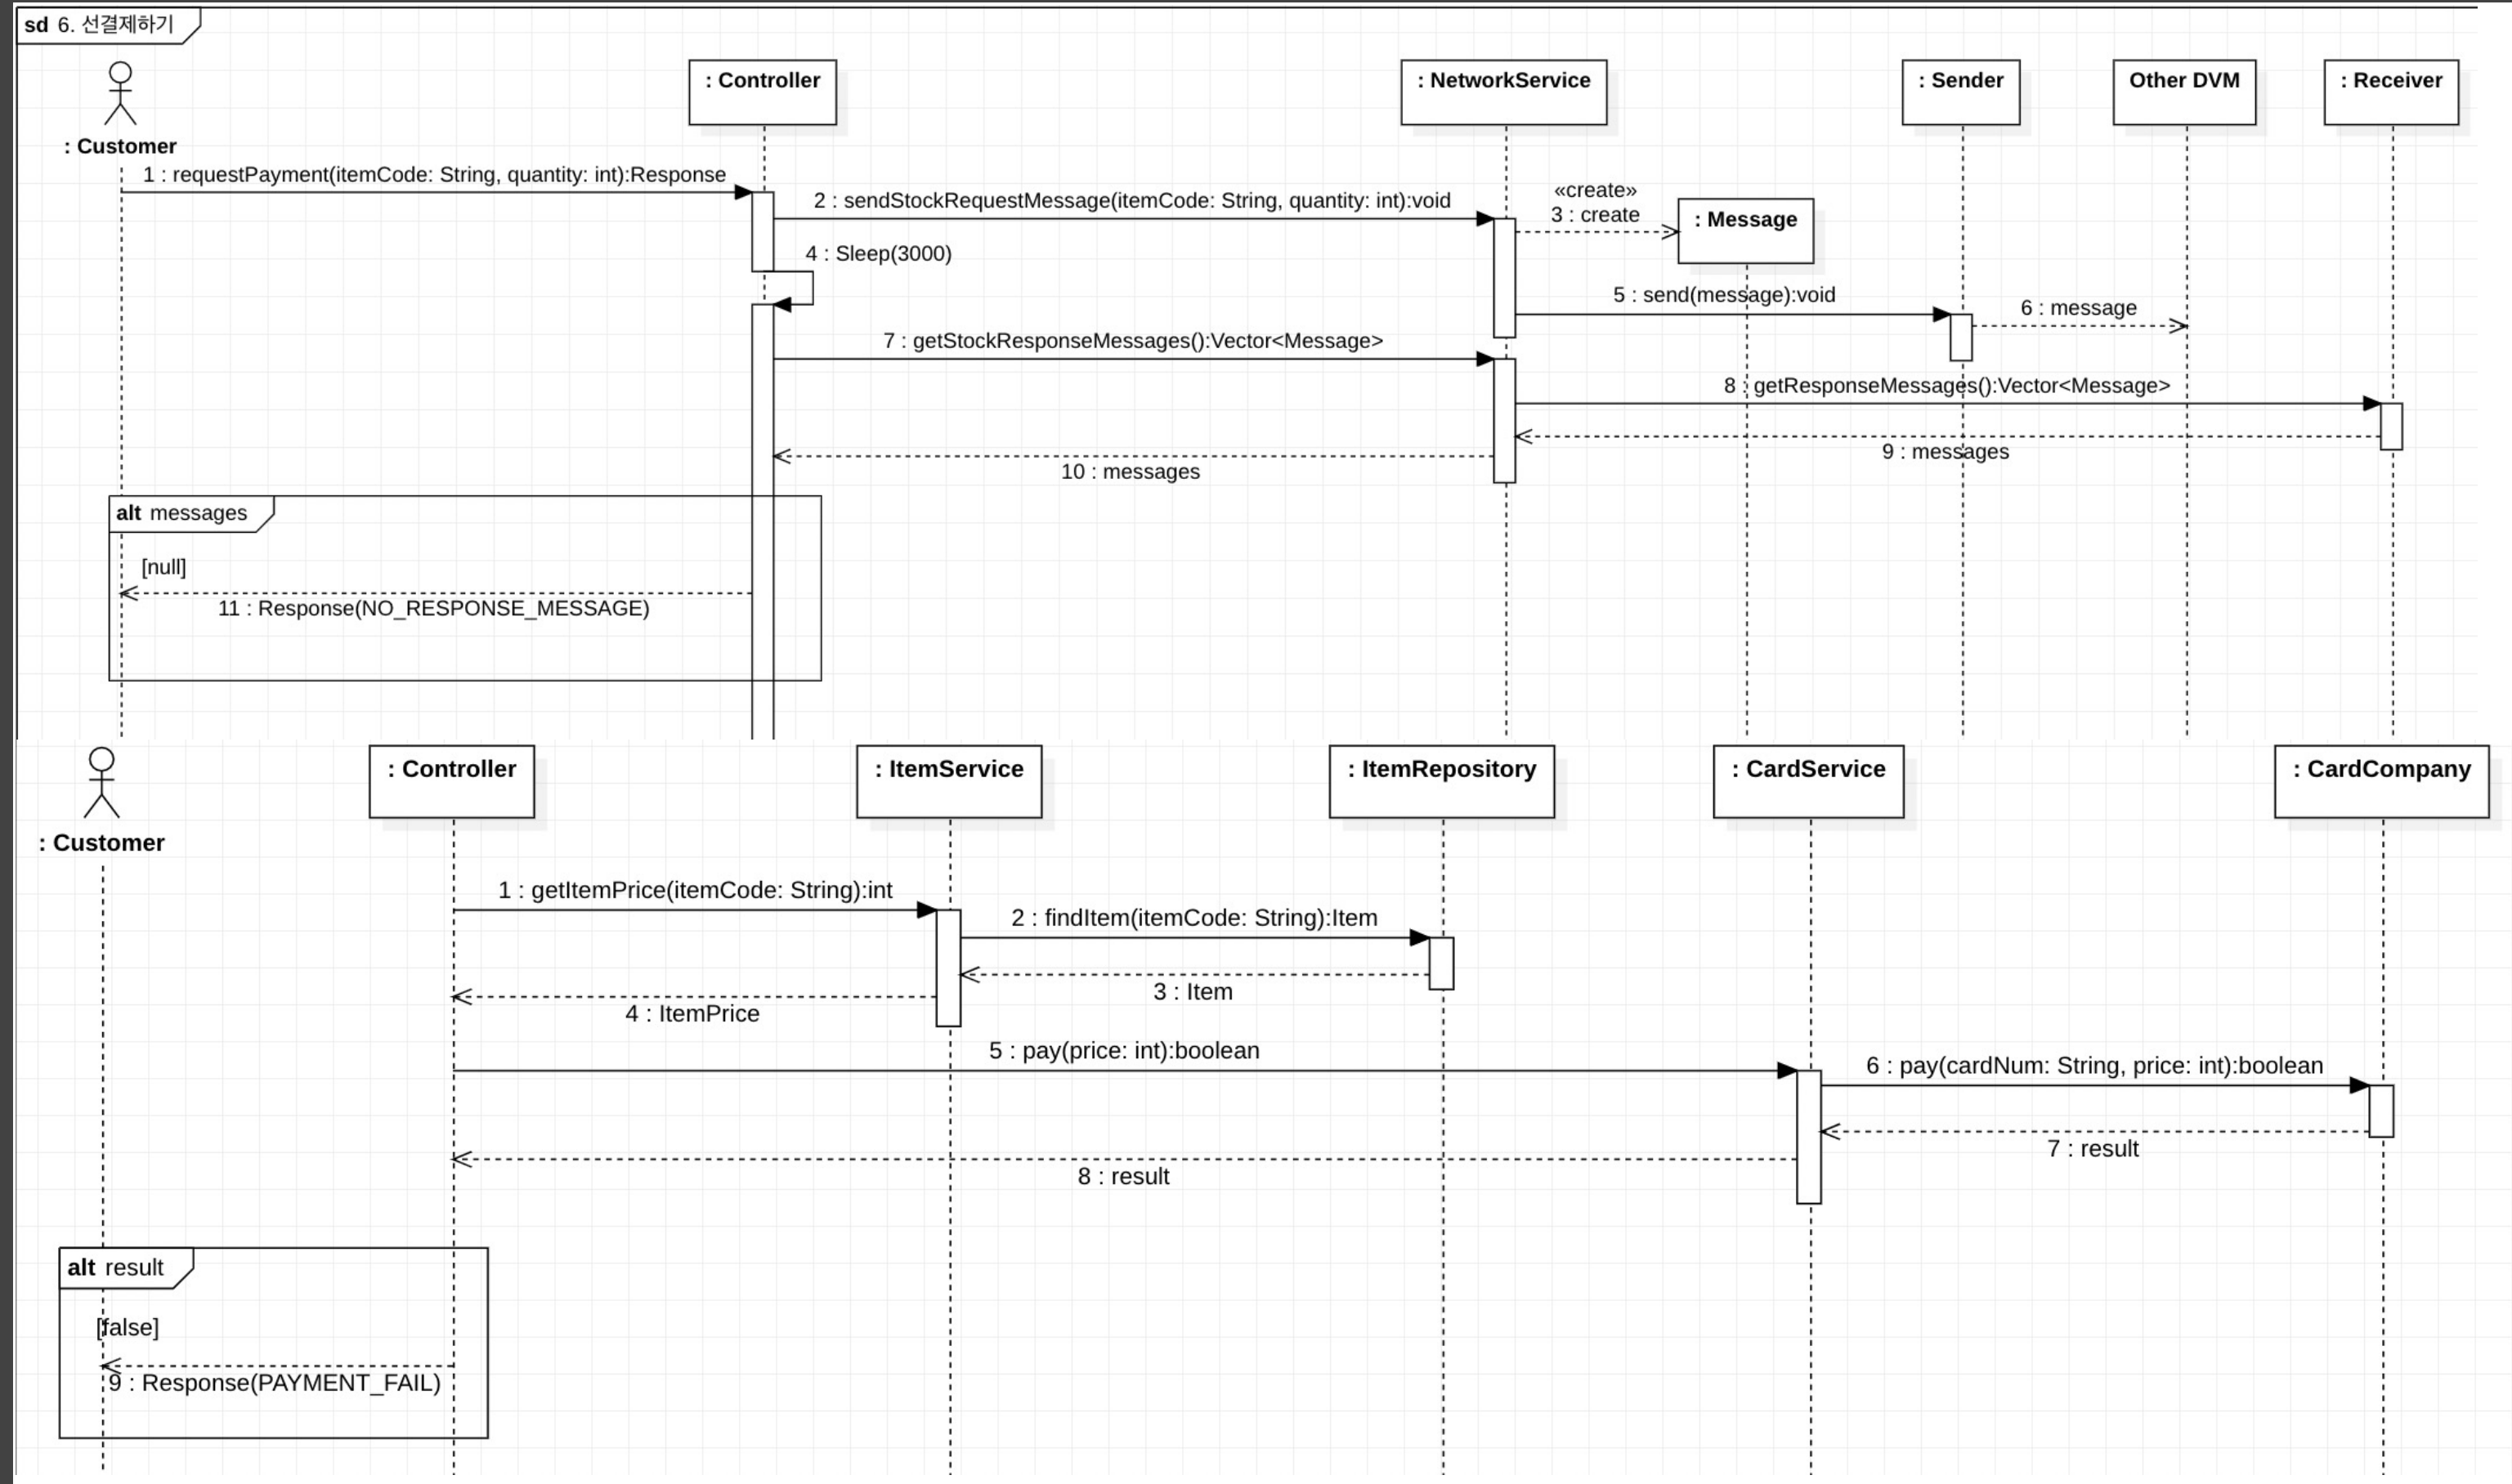 sd 6. 선결제하기
: Customer
: Controller
: NetworkService
: Sender
Other DVM
: Receiver
1 : requestPayment(itemCode: String, quantity: int):Response
2 : sendStockRequestMessage(itemCode: String, quantity: int):void
«create»
3 : create
: Message
4 : Sleep(3000)
5 : send(message):void
6 : message
7 : getStockResponseMessages():Vector<Message>
8 : getResponseMessages():Vector<Message>
9 : messages
10 : messages
alt messages
[null]
11 : Response(NO_RESPONSE_MESSAGE)
: Customer
: Controller
: ItemService
: ItemRepository
: CardService
: CardCompany
1 : getItemPrice(itemCode: String):int
2 : findItem(itemCode: String):Item
3 : Item
4 : ItemPrice
5 : pay(price: int):boolean
6 : pay(cardNum: String, price: int):boolean
7 : result
8 : result
alt result
[false]
9 : Response(PAYMENT_FAIL)